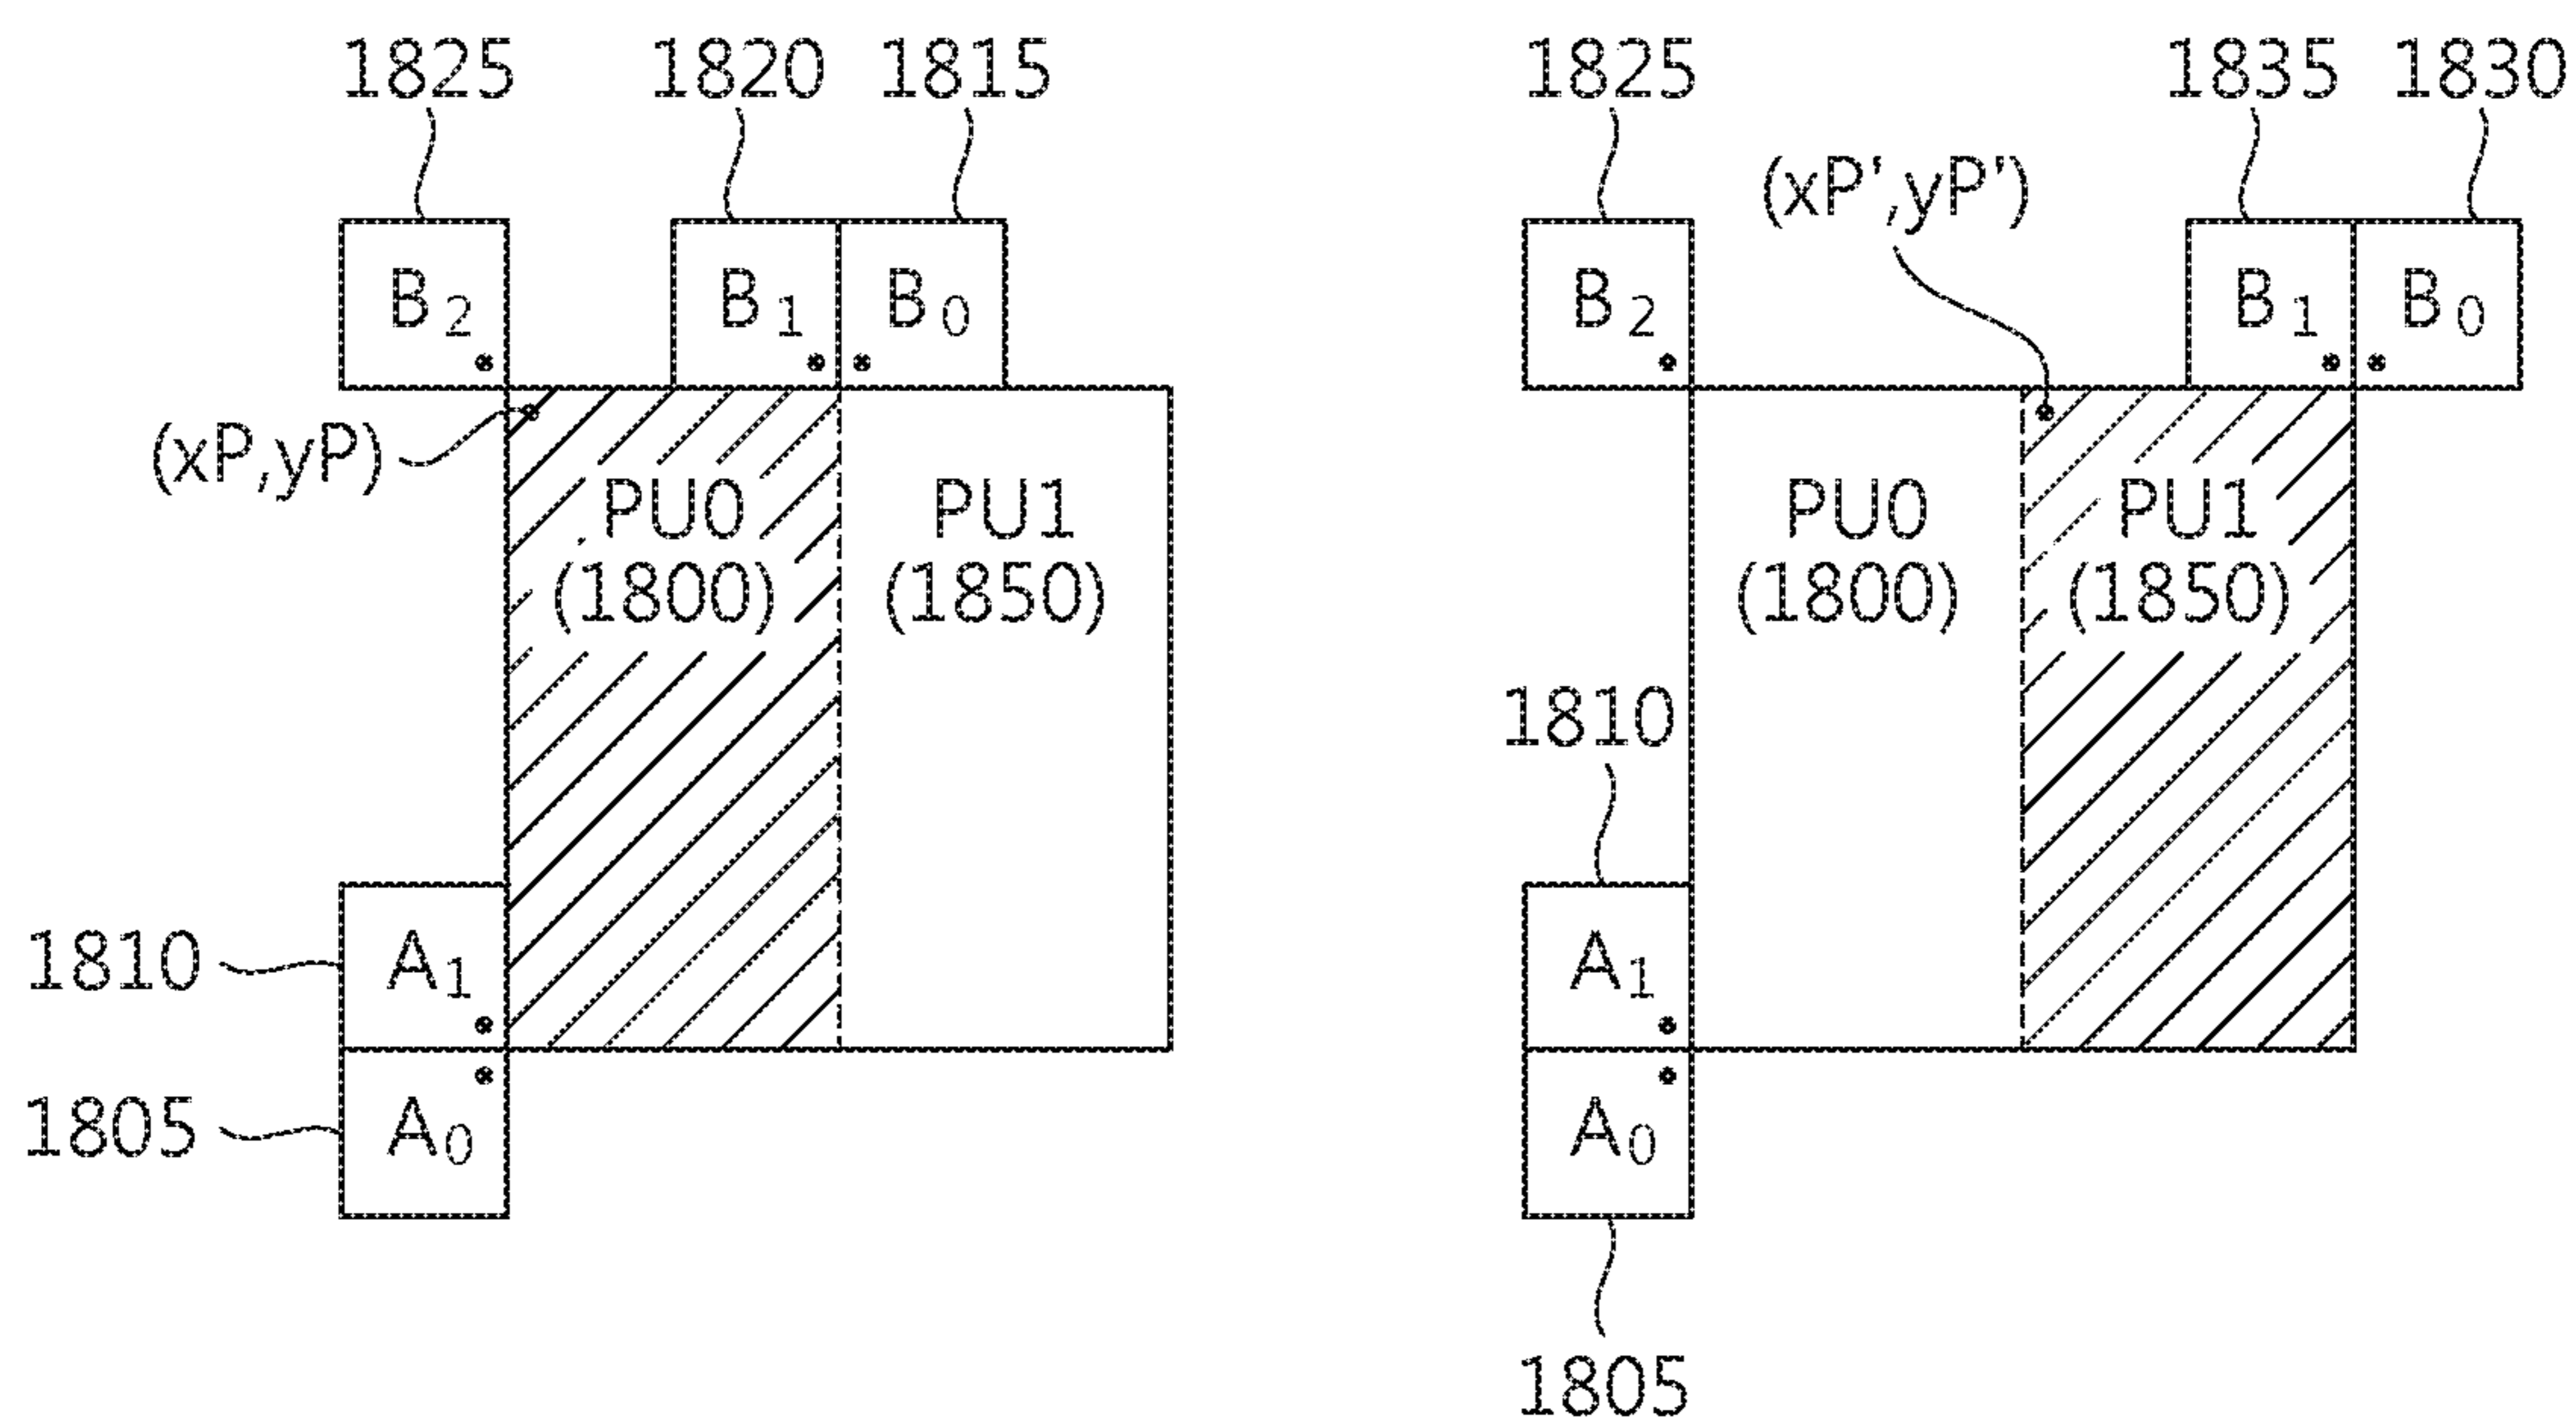 1825 1820 1815
B2 B1 B0
(xP,yP)
PU0 PU1
(1800) (1850)
1810 A1
1805 A0
1825 1835 1830
(xP',yP')
B2 B1 B0
PU0 PU1
(1800) (1850)
1810
A1
A0
1805